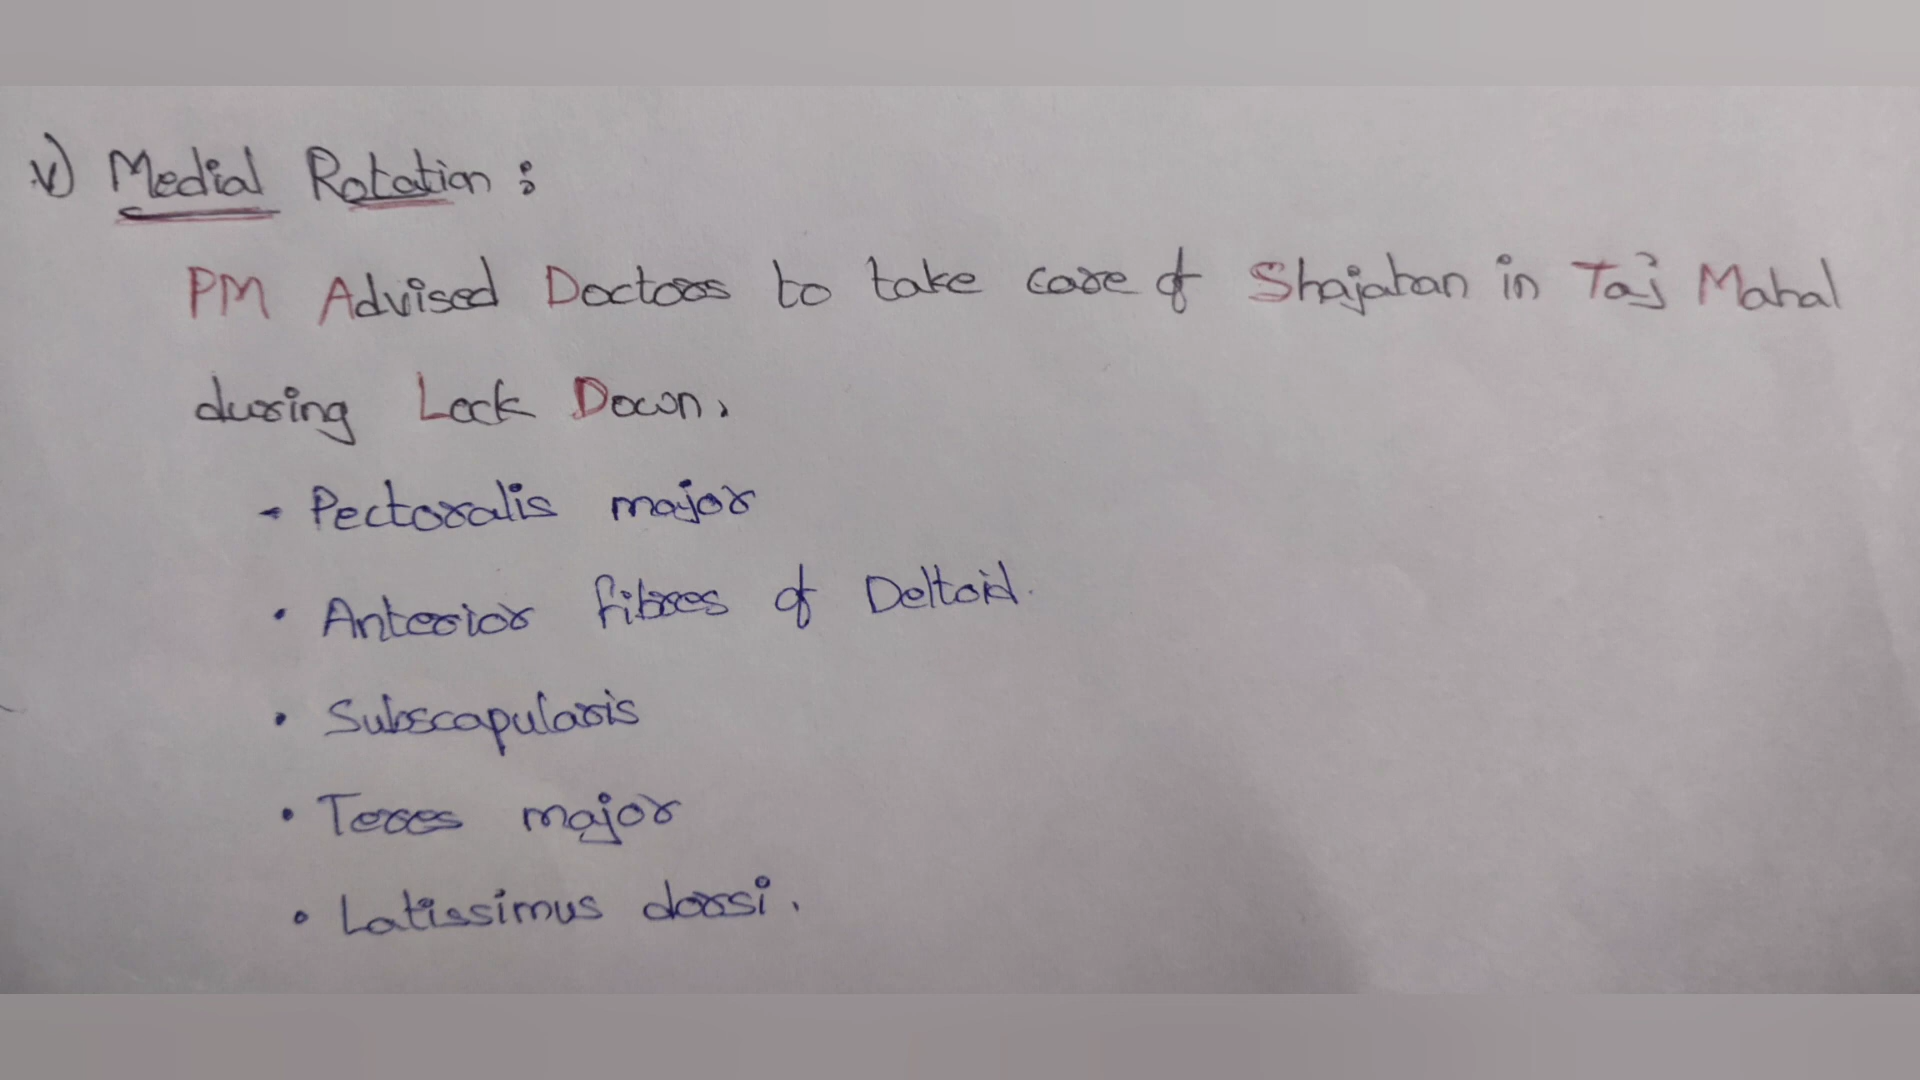 v) Medial Rotation :
PM Advised Doctors to take care of Shajahan in Taj Mahal
during Lock Down.
- Pectoralis major
• Anterior fibres of Deltoid.
• Subscapularis
• Teres major
• Latissimus dorsi.